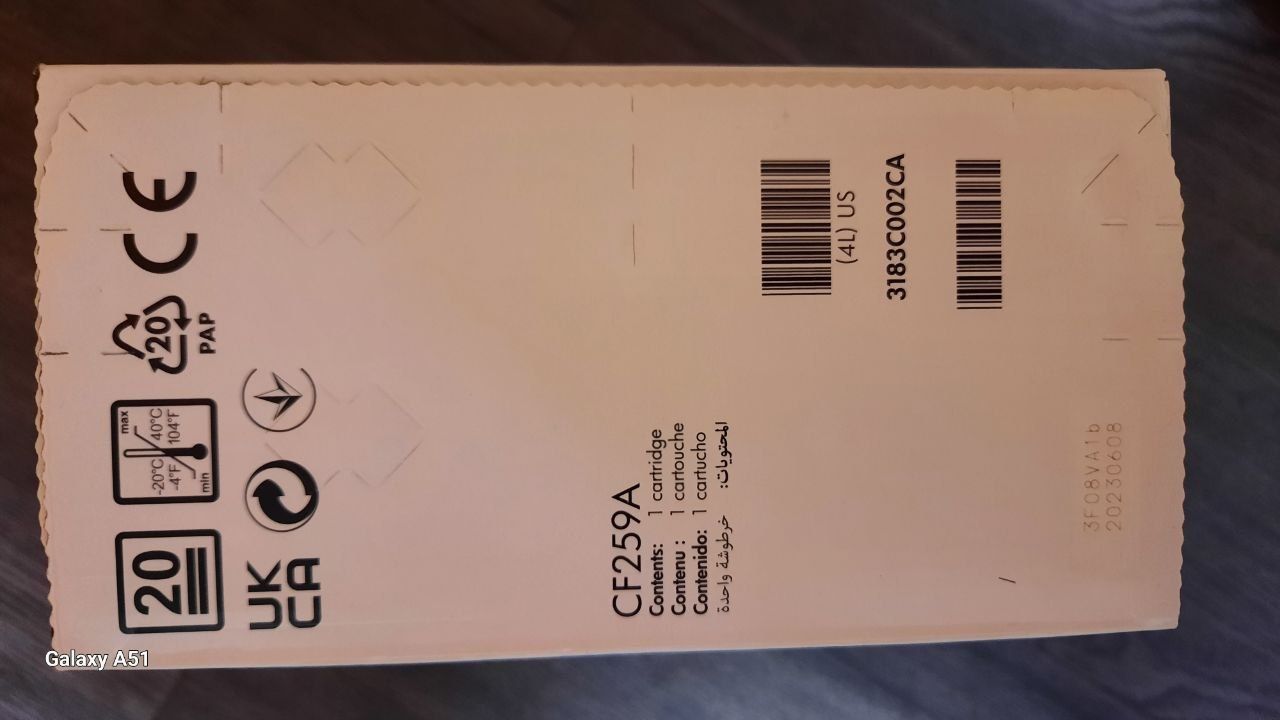 20
max
-20°C 40°C
-4°F 104°F
min
20
PAP
CE
UK
CA
CF259A
Contents: 1 cartridge
Contenu : 1 cartouche
Contenido: 1 cartucho
المحتويات: خرطوشة واحدة
(4L) US
3183C002CA
3F08VA1b
20230608
Galaxy A51